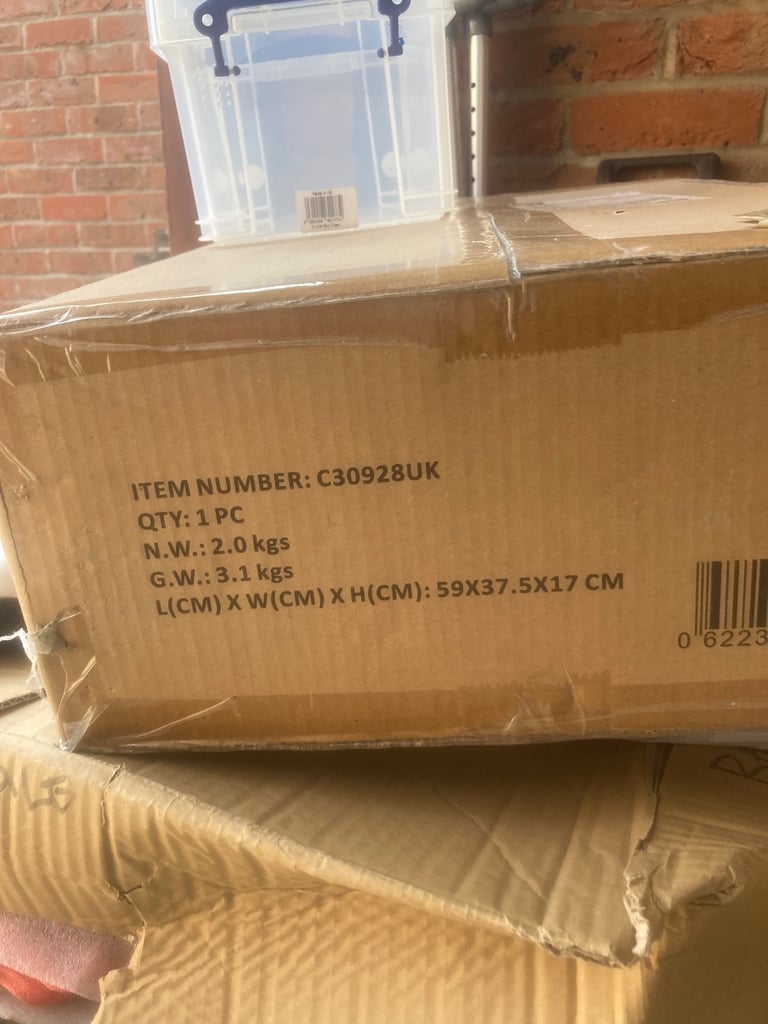 ITEM NUMBER: C30928UK
QTY: 1 PC
N.W.: 2.0 kgs
G.W.: 3.1 kgs
L(CM) X W(CM) X H(CM): 59X37.5X17 CM
0 6223